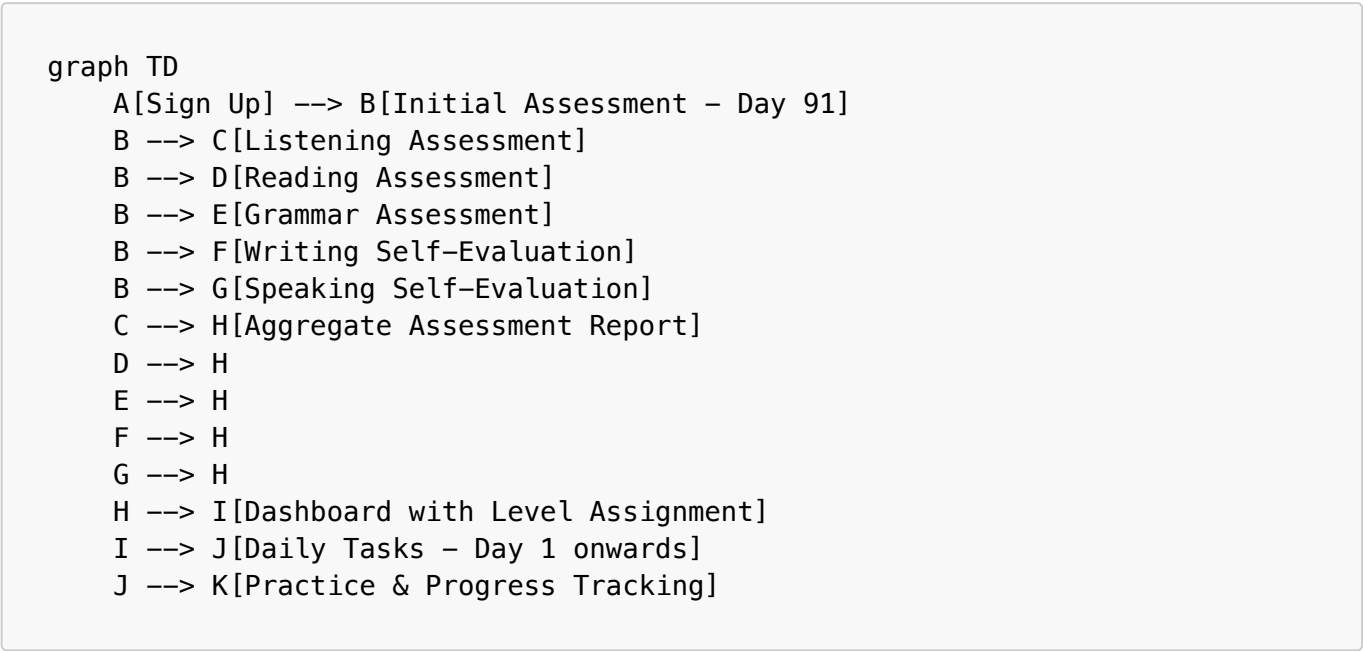 graph TD
    A[Sign Up] --> B[Initial Assessment - Day 91]
    B --> C[Listening Assessment]
    B --> D[Reading Assessment]
    B --> E[Grammar Assessment]
    B --> F[Writing Self-Evaluation]
    B --> G[Speaking Self-Evaluation]
    C --> H[Aggregate Assessment Report]
    D --> H
    E --> H
    F --> H
    G --> H
    H --> I[Dashboard with Level Assignment]
    I --> J[Daily Tasks - Day 1 onwards]
    J --> K[Practice & Progress Tracking]